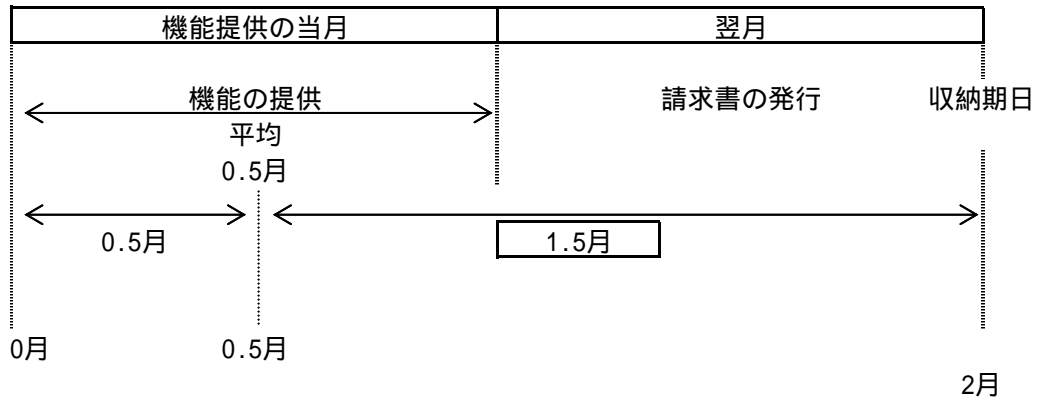 機能提供の当月 翌月
機能の提供 請求書の発行 収納期日
平均
0.5月
0.5月 1.5月
0月 0.5月
2月